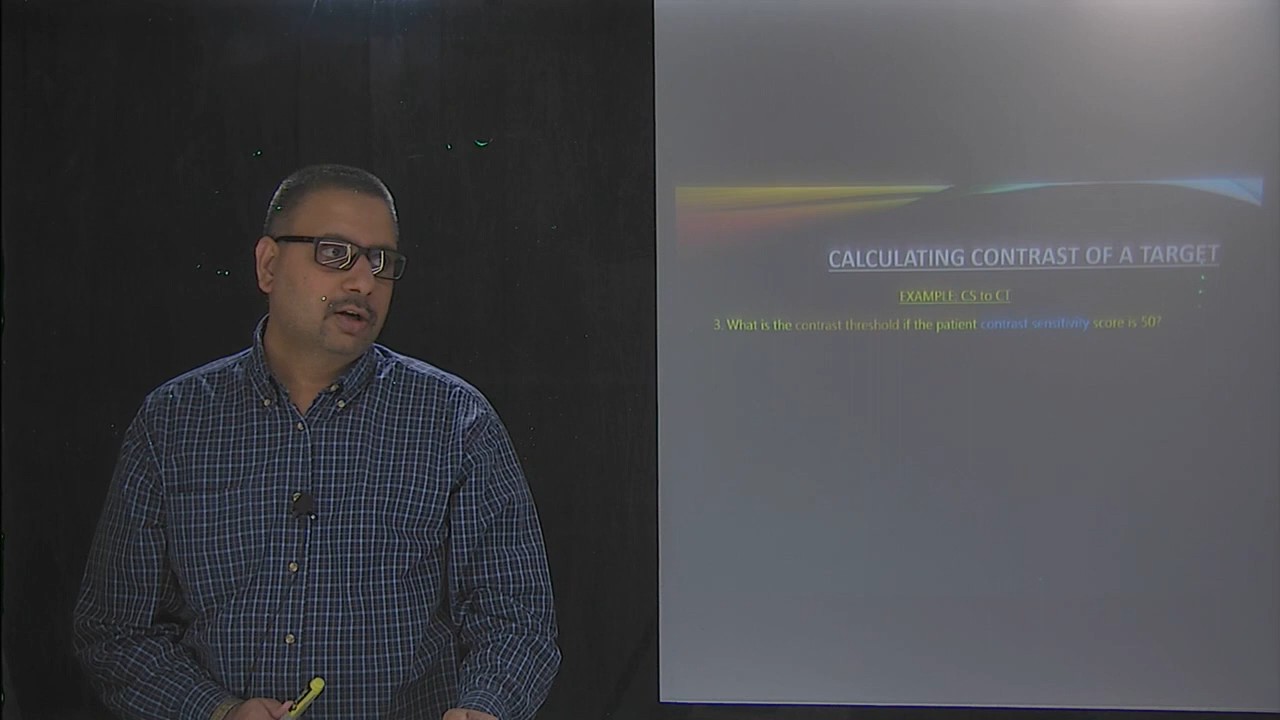 CALCULATING CONTRAST OF A TARGET
EXAMPLE: CS to CT
3. What is the contrast threshold if the patient contrast sensitivity score is 50?